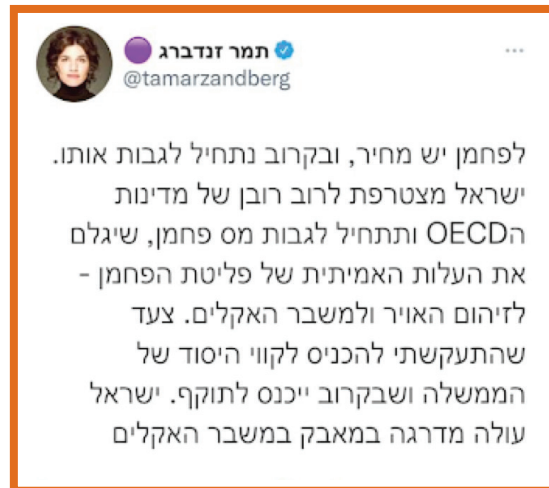 תמר זנדברג
@tamarzandberg
לפחמן יש מחיר, ובקרוב נתחיל לגבות אותו.
ישראל מצטרפת לרוב רובן של מדינות
הOECD ותתחיל לגבות מס פחמן, שיגלם
את העלות האמיתית של פליטת הפחמן -
לזיהום האויר ולמשבר האקלים. צעד
שהתעקשתי להכניס לקווי היסוד של
הממשלה ושבקרוב ייכנס לתוקף. ישראל
עולה מדרגה במאבק במשבר האקלים